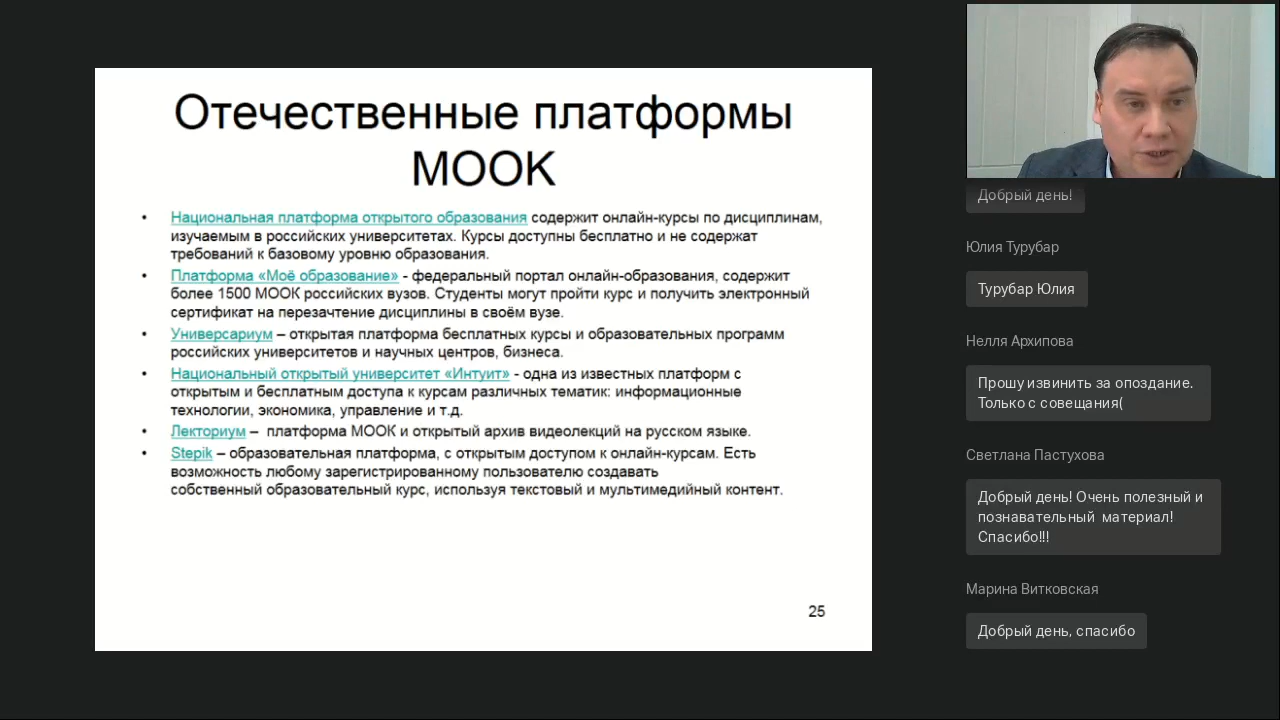 Отечественные платформы
МООК
• Национальная платформа открытого образования содержит онлайн-курсы по дисциплинам,
изучаемым в российских университетах. Курсы доступны бесплатно и не содержат
требований к базовому уровню образования.
• Платформа «Моё образование» - федеральный портал онлайн-образования, содержит
более 1500 МООК российских вузов. Студенты могут пройти курс и получить электронный
сертификат на перезачтение дисциплины в своём вузе.
• Универсариум – открытая платформа бесплатных курсы и образовательных программ
российских университетов и научных центров, бизнеса.
• Национальный открытый университет «Интуит» - одна из известных платформ с
открытым и бесплатным доступа к курсам различных тематик: информационные
технологии, экономика, управление и т.д.
• Лекториум – платформа МООК и открытый архив видеолекций на русском языке.
• Stepik – образовательная платформа, с открытым доступом к онлайн-курсам. Есть
возможность любому зарегистрированному пользователю создавать
собственный образовательный курс, используя текстовый и мультимедийный контент.
25
Добрый день!
Юлия Турубар
Турубар Юлия
Нелля Архипова
Прошу извинить за опоздание.
Только с совещания(
Светлана Пастухова
Добрый день! Очень полезный и
познавательный материал!
Спасибо!!!
Марина Витковская
Добрый день, спасибо